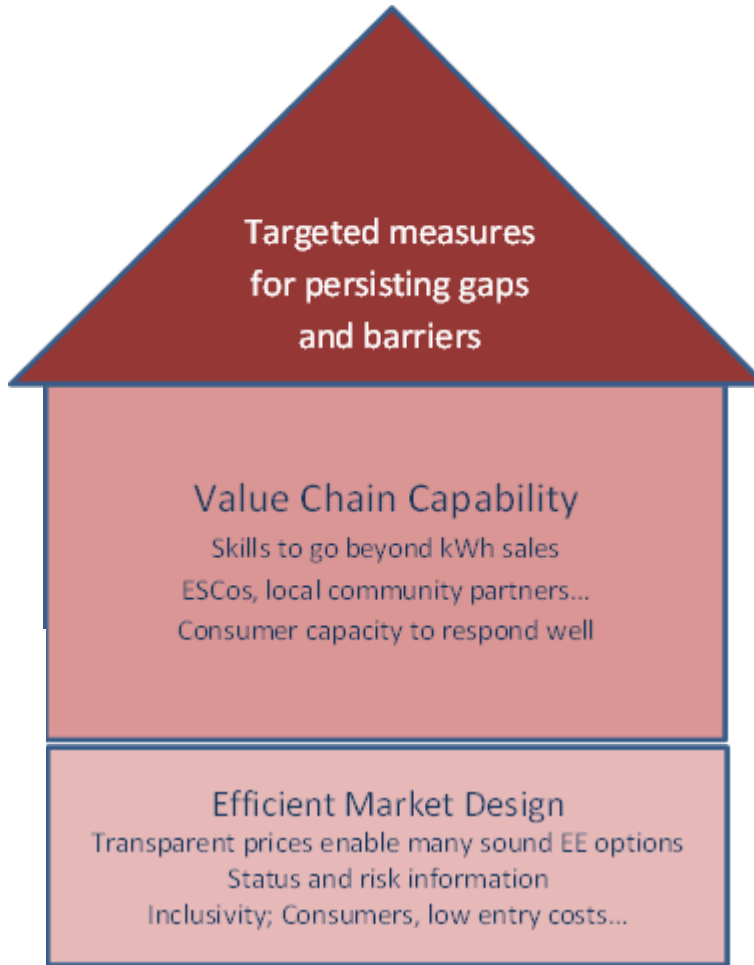 Targeted measures
for persisting gaps
and barriers
Value Chain Capability
Skills to go beyond kWh sales
ESCos, local community partners...
Consumer capacity to respond well
Efficient Market Design
Transparent prices enable many sound EE options
Status and risk information
Inclusivity; Consumers, low entry costs...